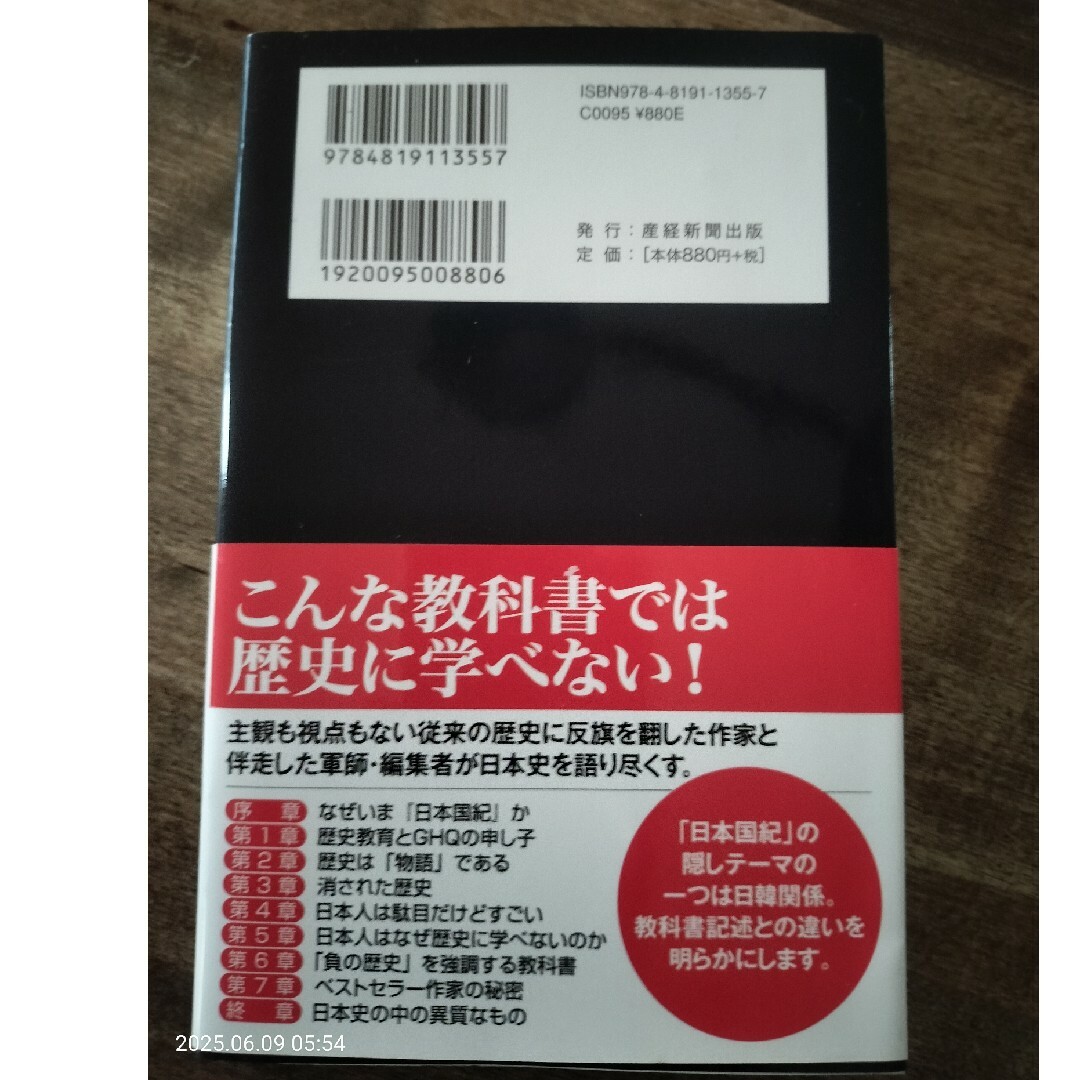 ISBN978-4-8191-1355-7
C0095 ¥880E
9784819113557
発 行：産経新聞出版
定 価：［本体880円+税］
1920095008806
こんな教科書では
歴史に学べない！
主観も視点もない従来の歴史に反旗を翻した作家と
伴走した軍師・編集者が日本史を語り尽くす。
序 章 なぜいま「日本国紀」か
第1章 歴史教育とGHQの申し子
第2章 歴史は「物語」である
第3章 消された歴史
第4章 日本人は駄目だけどすごい
第5章 日本人はなぜ歴史に学べないのか
第6章 「負の歴史」を強調する教科書
第7章 ベストセラー作家の秘密
終 章 日本史の中の異質なもの
「日本国紀」の
隠しテーマの
一つは日韓関係。
教科書記述との違いを
明らかにします。
2025.06.09 05:54